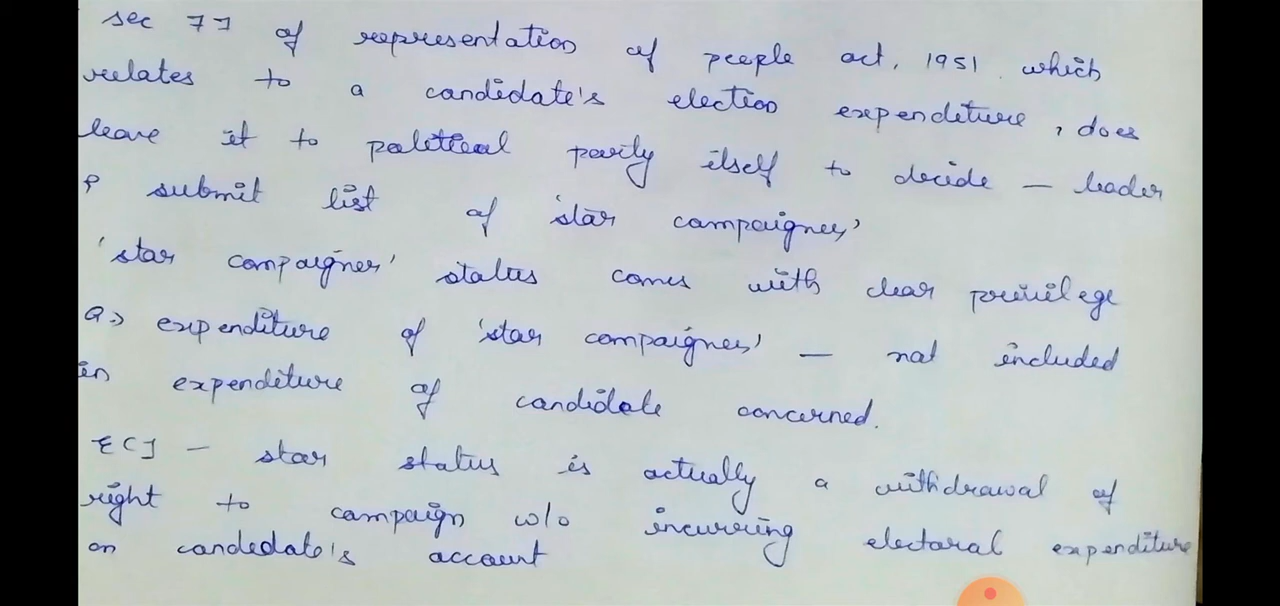 sec 77 of representation of people act, 1951 which
relates to a candidate's election expenditure, does
leave it to political party itself to decide – leader
& submit list of 'star campaigner'
'star campaigner' status comes with clear privilege
Q:> expenditure of 'star campaigner' – not included
in expenditure of candidate concerned.
ECI – star status is actually a withdrawal of
right to campaign w/o incurring electoral expenditure
on candedate's account